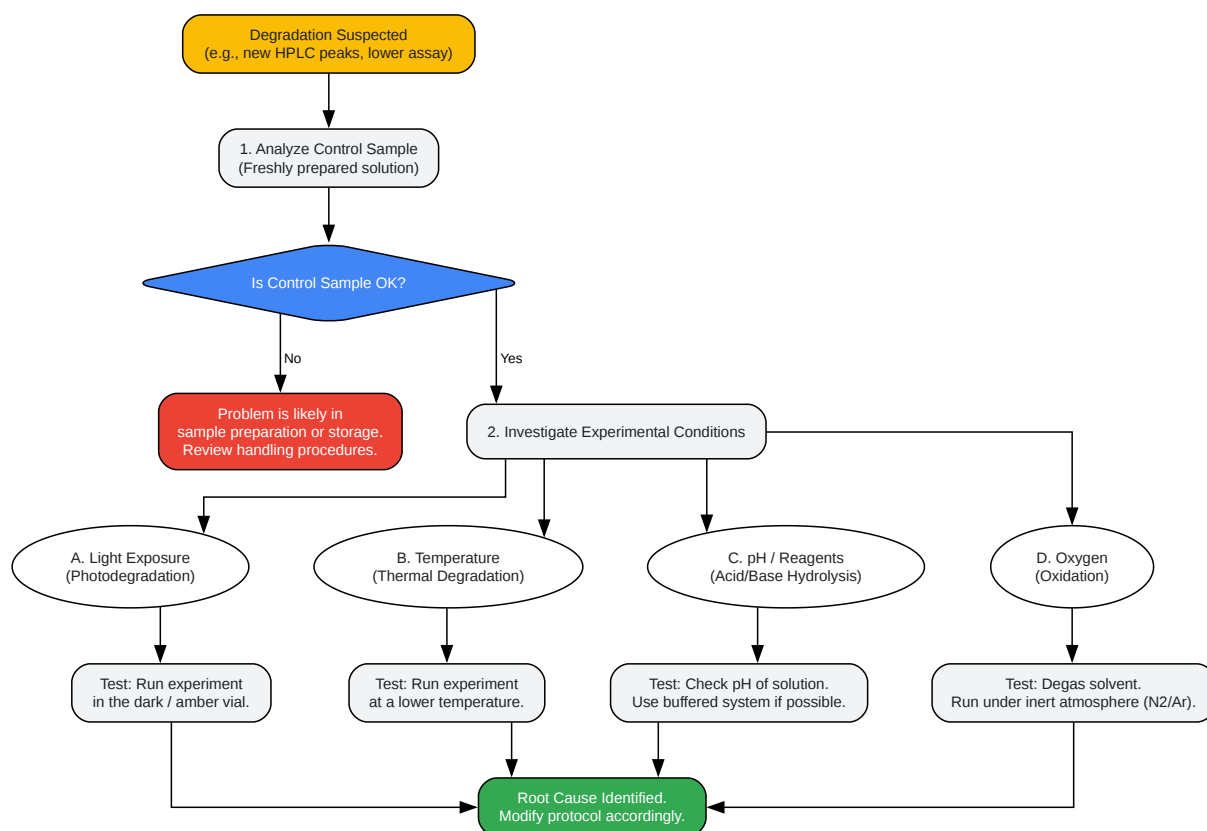 Degradation Suspected
(e.g., new HPLC peaks, lower assay)
1. Analyze Control Sample
(Freshly prepared solution)
Is Control Sample OK?
No
Yes
Problem is likely in
sample preparation or storage.
Review handling procedures.
2. Investigate Experimental Conditions
A. Light Exposure
(Photodegradation)
B. Temperature
(Thermal Degradation)
C. pH / Reagents
(Acid/Base Hydrolysis)
D. Oxygen
(Oxidation)
Test: Run experiment
in the dark / amber vial.
Test: Run experiment
at a lower temperature.
Test: Check pH of solution.
Use buffered system if possible.
Test: Degas solvent.
Run under inert atmosphere (N2/Ar).
Root Cause Identified.
Modify protocol accordingly.